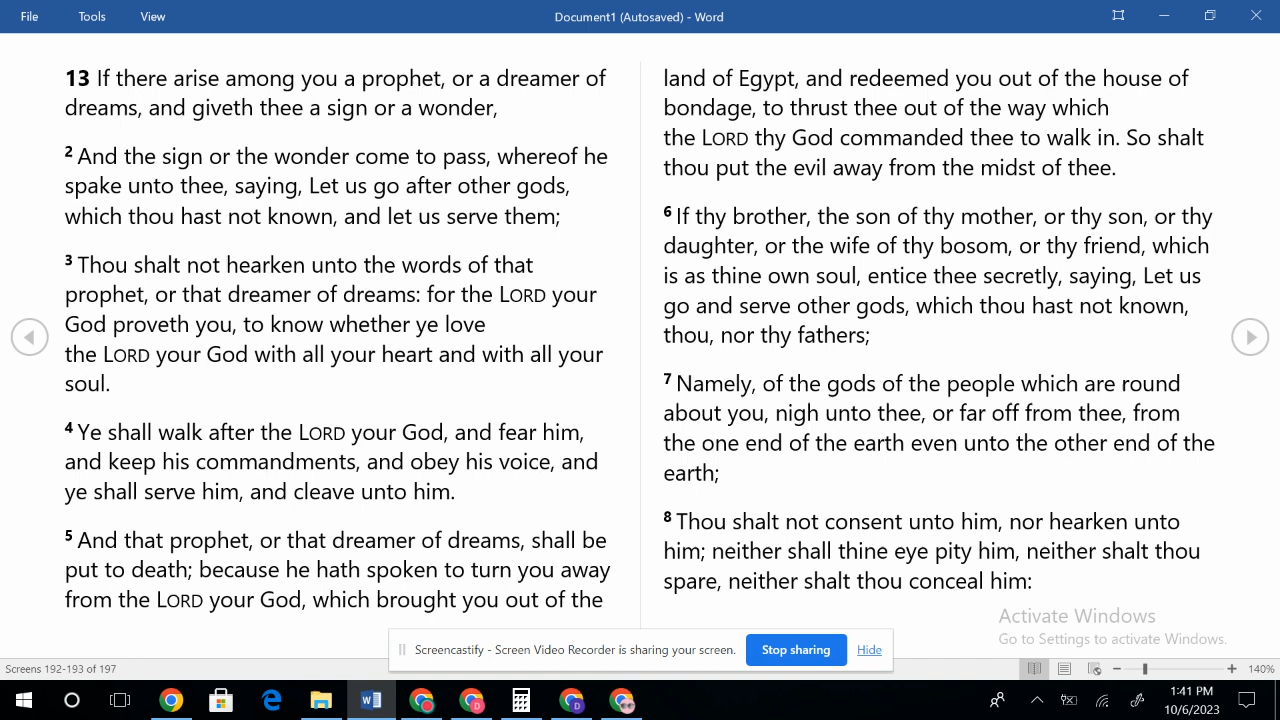 File Tools View Document1 (Autosaved) - Word
13 If there arise among you a prophet, or a dreamer of
dreams, and giveth thee a sign or a wonder,
2 And the sign or the wonder come to pass, whereof he
spake unto thee, saying, Let us go after other gods,
which thou hast not known, and let us serve them;
3 Thou shalt not hearken unto the words of that
prophet, or that dreamer of dreams: for the LORD your
God proveth you, to know whether ye love
the LORD your God with all your heart and with all your
soul.
4 Ye shall walk after the LORD your God, and fear him,
and keep his commandments, and obey his voice, and
ye shall serve him, and cleave unto him.
5 And that prophet, or that dreamer of dreams, shall be
put to death; because he hath spoken to turn you away
from the LORD your God, which brought you out of the
land of Egypt, and redeemed you out of the house of
bondage, to thrust thee out of the way which
the LORD thy God commanded thee to walk in. So shalt
thou put the evil away from the midst of thee.
6 If thy brother, the son of thy mother, or thy son, or thy
daughter, or the wife of thy bosom, or thy friend, which
is as thine own soul, entice thee secretly, saying, Let us
go and serve other gods, which thou hast not known,
thou, nor thy fathers;
7 Namely, of the gods of the people which are round
about you, nigh unto thee, or far off from thee, from
the one end of the earth even unto the other end of the
earth;
8 Thou shalt not consent unto him, nor hearken unto
him; neither shall thine eye pity him, neither shalt thou
spare, neither shalt thou conceal him:
Activate Windows
Go to Settings to activate Windows.
Screencastify - Screen Video Recorder is sharing your screen. Stop sharing Hide
Screens 192-193 of 197 140%
1:41 PM
10/6/2023